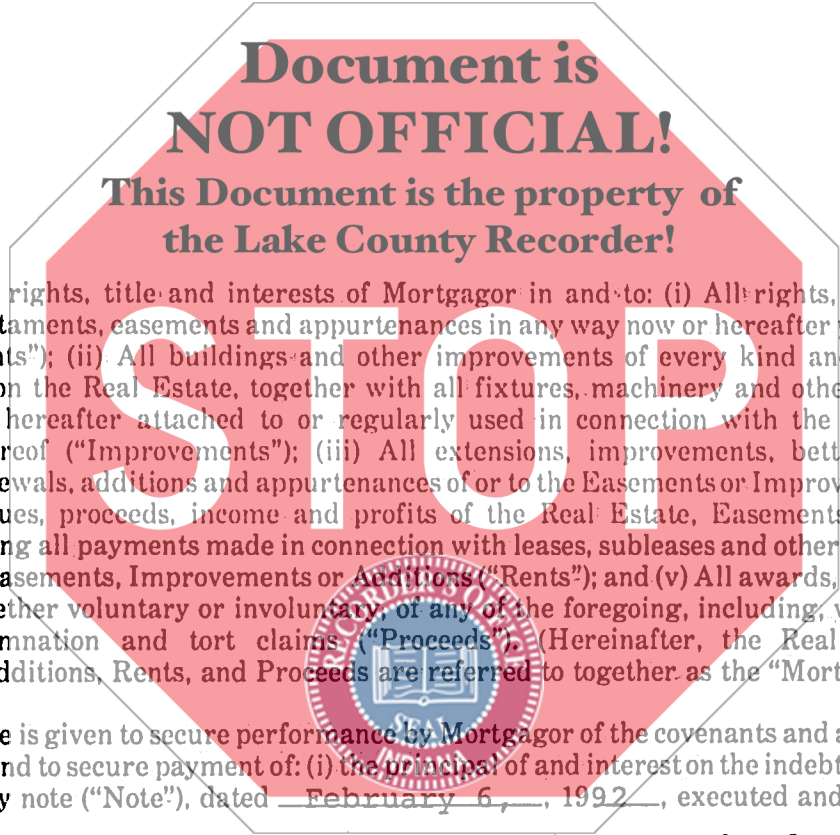 Document is
NOT OFFICIAL!
This Document is the property of
the Lake County Recorder!
STOP
rights, title and interests of Mortgagor in and to: (i) All rights,
taments, easements and appurtenances in any way now or hereafter
ts"); (ii) All buildings and other improvements of every kind an
on the Real Estate, together with all fixtures, machinery and othe
hereafter attached to or regularly used in connection with the
reof ("Improvements"); (iii) All extensions, improvements, bett
ewals, additions and appurtenances of or to the Easements or Improv
ues, proceeds, income and profits of the Real Estate, Easements
ng all payments made in connection with leases, subleases and other
asements, Improvements or Additions ("Rents"); and (v) All awards,
ether voluntary or involuntary, of any of the foregoing, including, w
mnation and tort claims ("Proceeds"). (Hereinafter, the Real
dditions, Rents, and Proceeds are referred to together as the "Mort
e is given to secure performance by Mortgagor of the covenants and a
nd to secure payment of: (i) the principal of and interest on the indebt
y note ("Note"), dated February 6, , 1992 , executed and
RECORDER'S OFFICE
SEAL
INDIANA